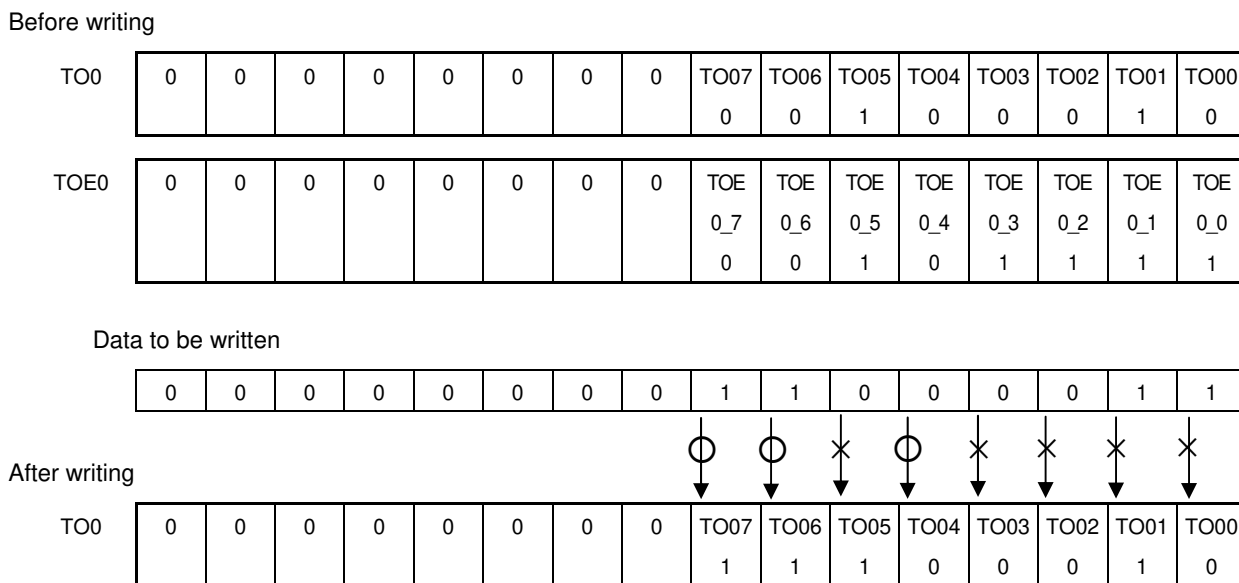 Before writing
TO0 0 0 0 0 0 0 0 0 TO07 TO06 TO05 TO04 TO03 TO02 TO01 TO00
0 0 1 0 0 0 1 0
TOE0 0 0 0 0 0 0 0 0 TOE TOE TOE TOE TOE TOE TOE TOE
0_7 0_6 0_5 0_4 0_3 0_2 0_1 0_0
0 0 1 0 1 1 1 1
Data to be written
0 0 0 0 0 0 0 0 1 1 0 0 0 0 1 1
After writing
TO0 0 0 0 0 0 0 0 0 TO07 TO06 TO05 TO04 TO03 TO02 TO01 TO00
1 1 1 0 0 0 1 0